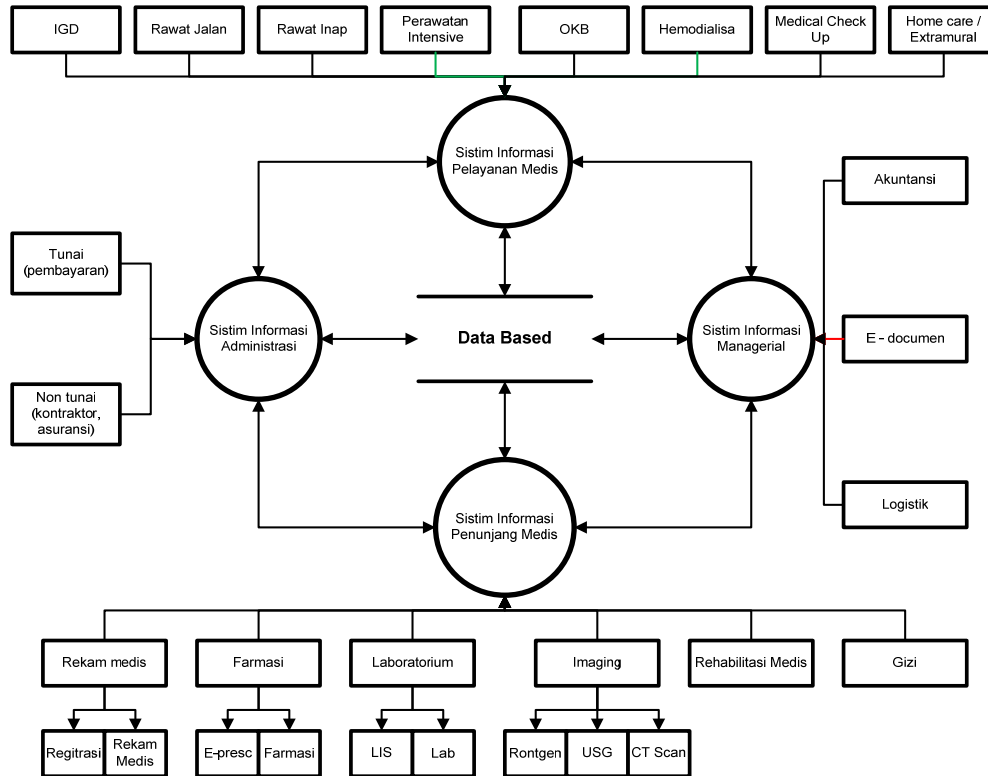 IGD
Rawat Jalan
Rawat Inap
Perawatan
Intensive
OKB
Hemodialisa
Medical Check
Up
Home care /
Extramural
Sistim Informasi
Pelayanan Medis
Akuntansi
Tunai
(pembayaran)
Sistim Informasi
Administrasi
Data Based
Sistim Informasi
Managerial
E - documen
Non tunai
(kontraktor,
asuransi)
Logistik
Sistim Informasi
Penunjang Medis
Rekam medis
Farmasi
Laboratorium
Imaging
Rehabilitasi Medis
Gizi
Regitrasi
Rekam
Medis
E-presc
Farmasi
LIS
Lab
Rontgen
USG
CT Scan